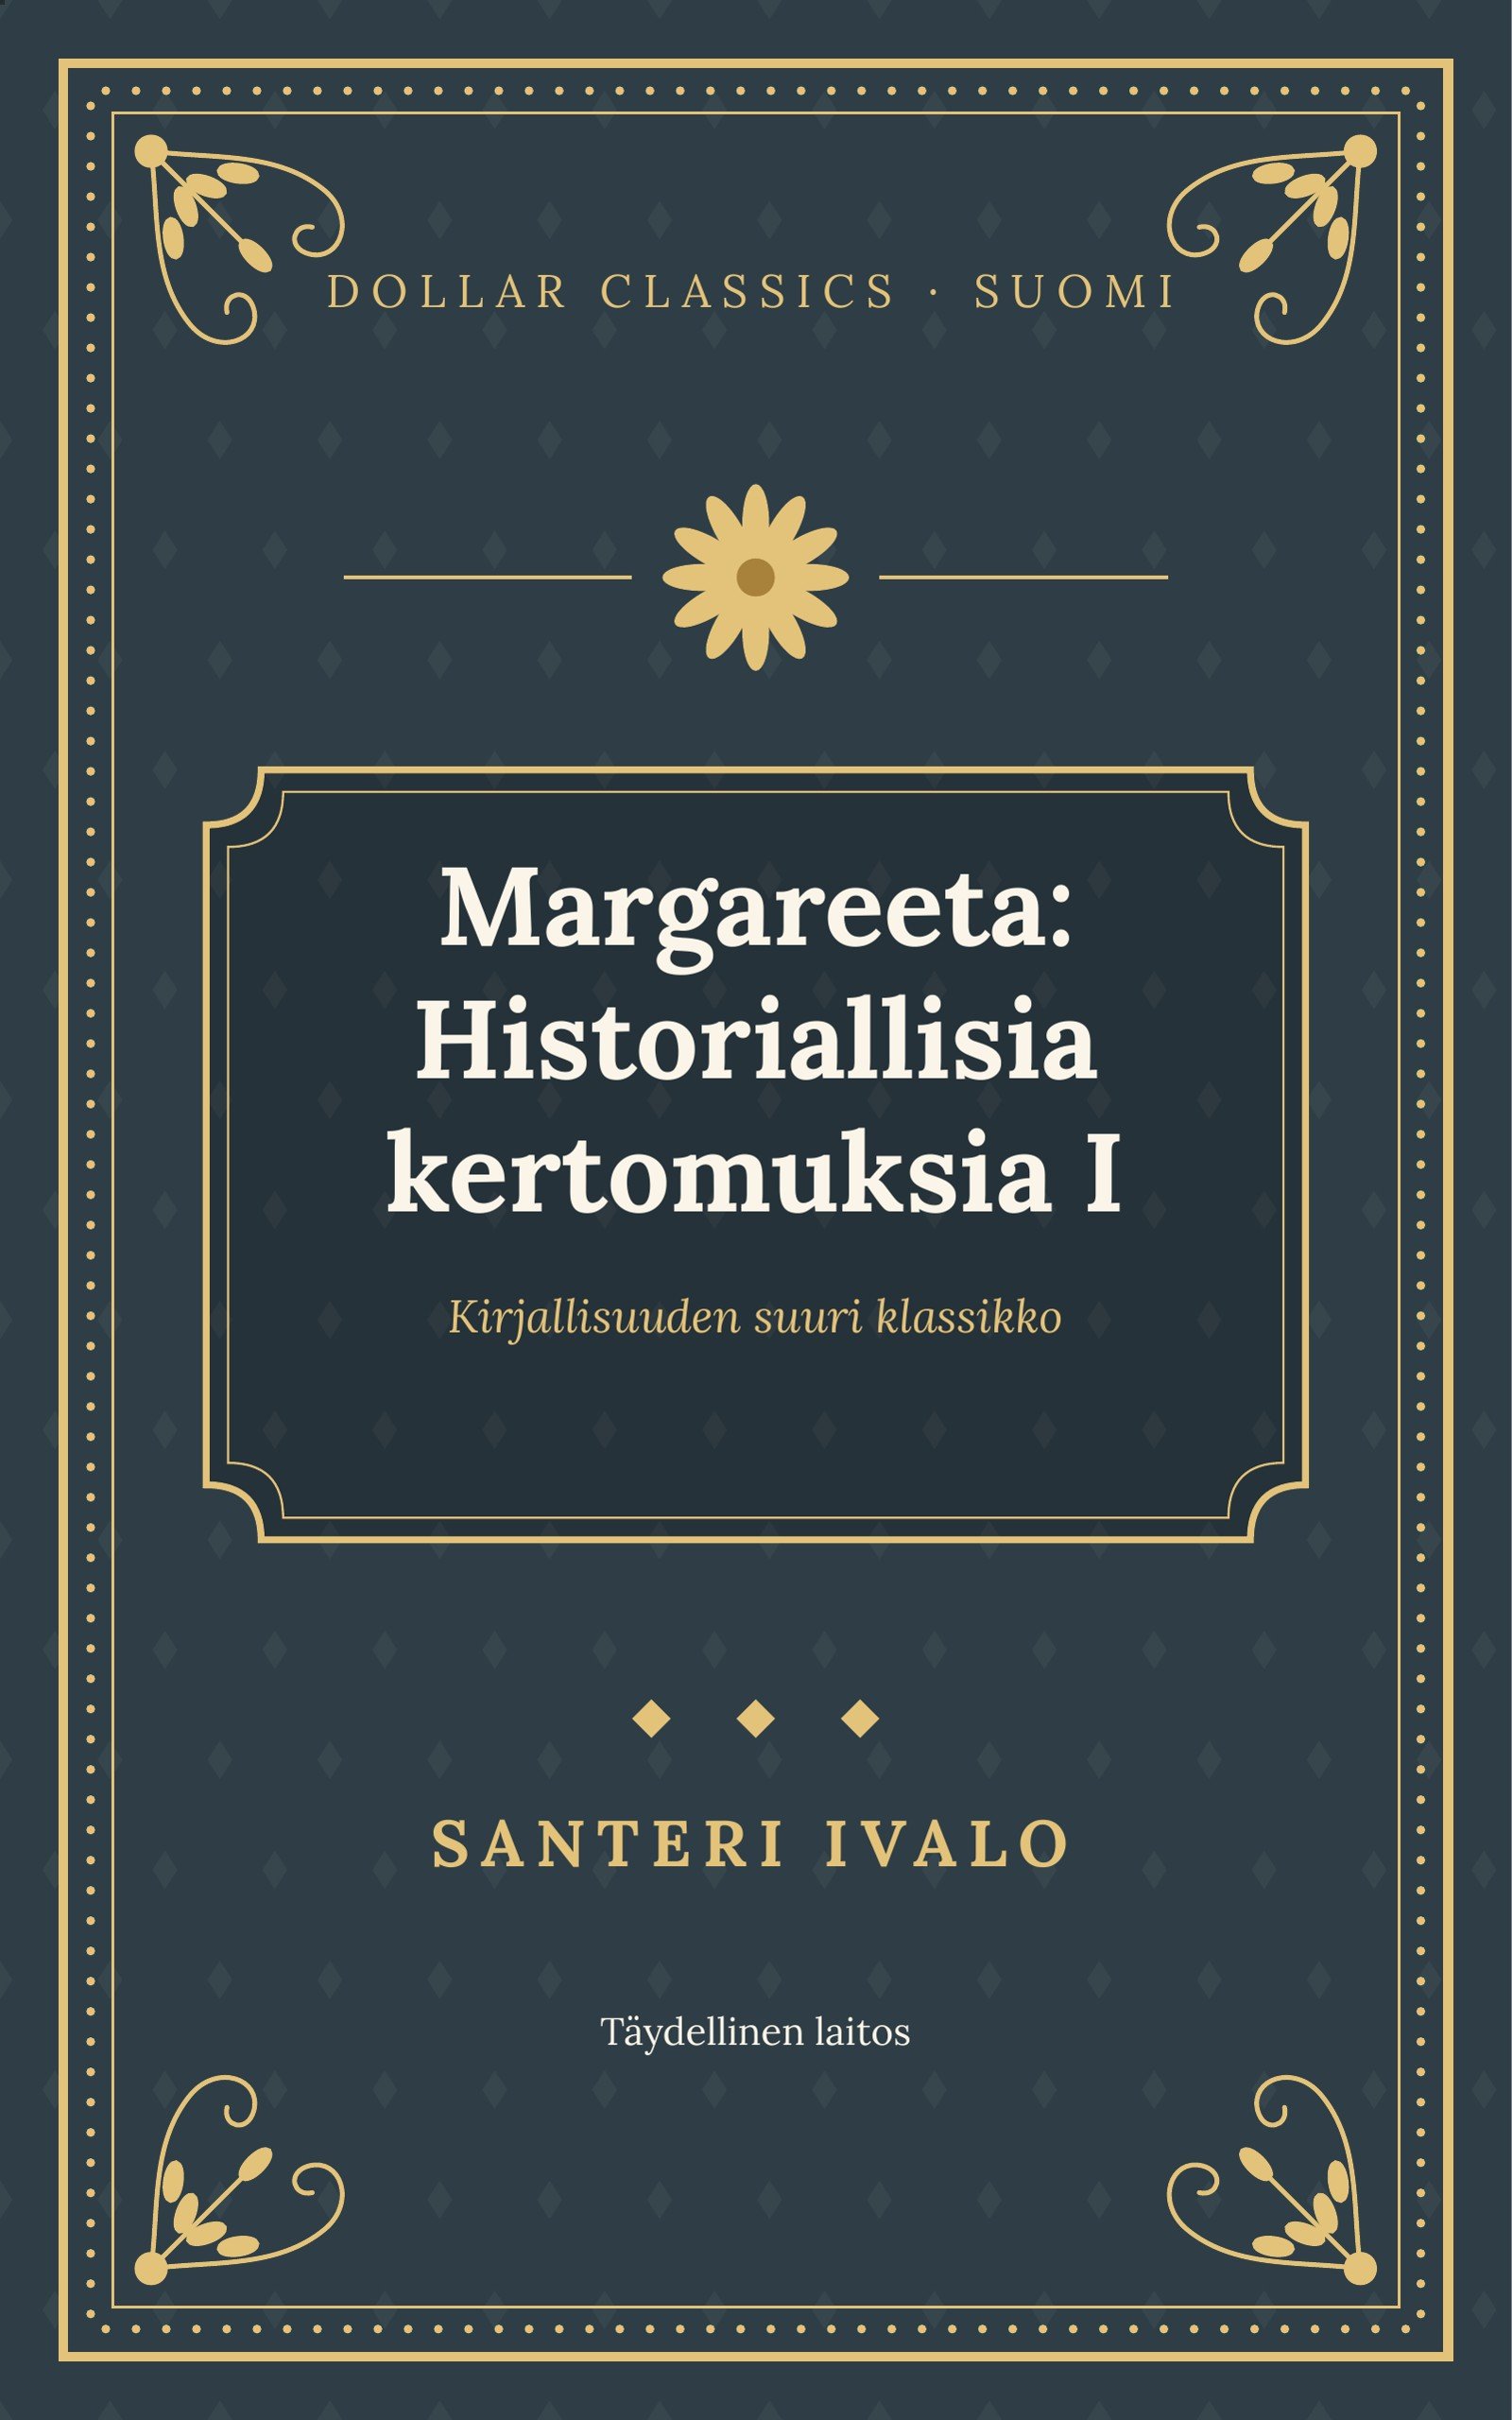 DOLLAR CLASSICS · SUOMI
Margareeta:
Historiallisia
kertomuksia I
Kirjallisuuden suuri klassikko
SANTERI IVALO
Täydellinen laitos